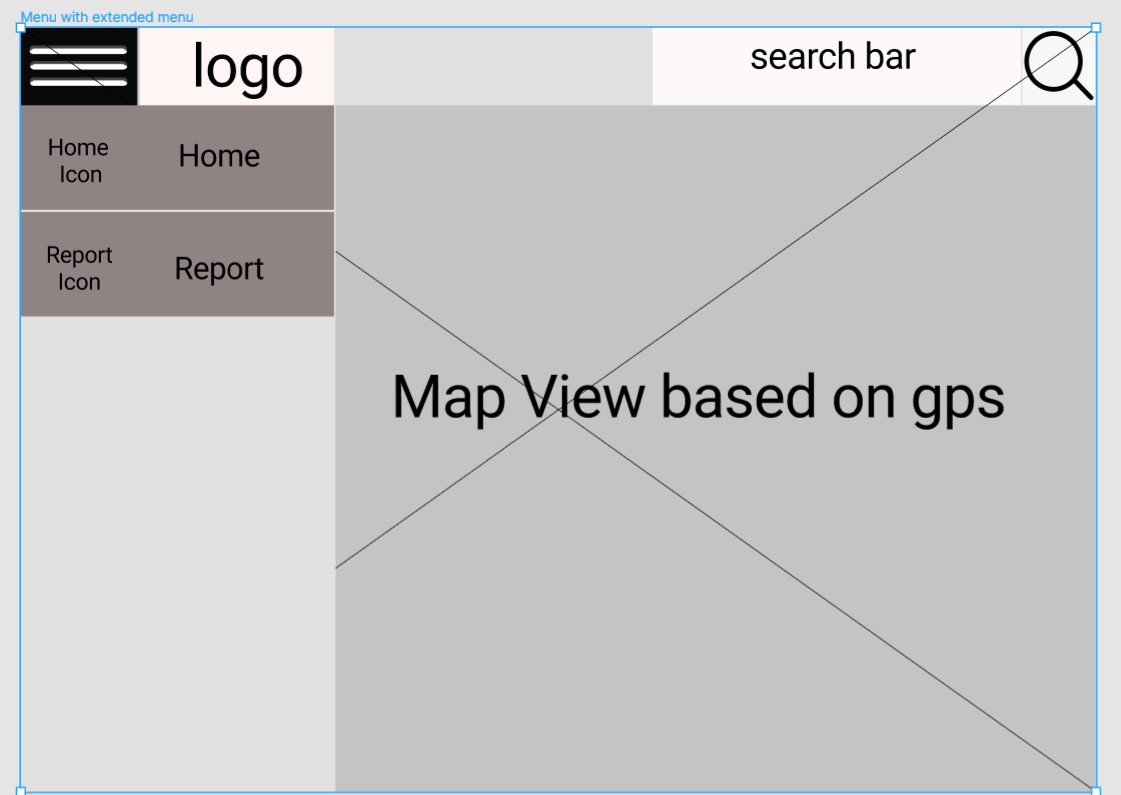 Menu with extended menu
logo
search bar
Home
Icon
Home
Report
Icon
Report
Map View based on gps